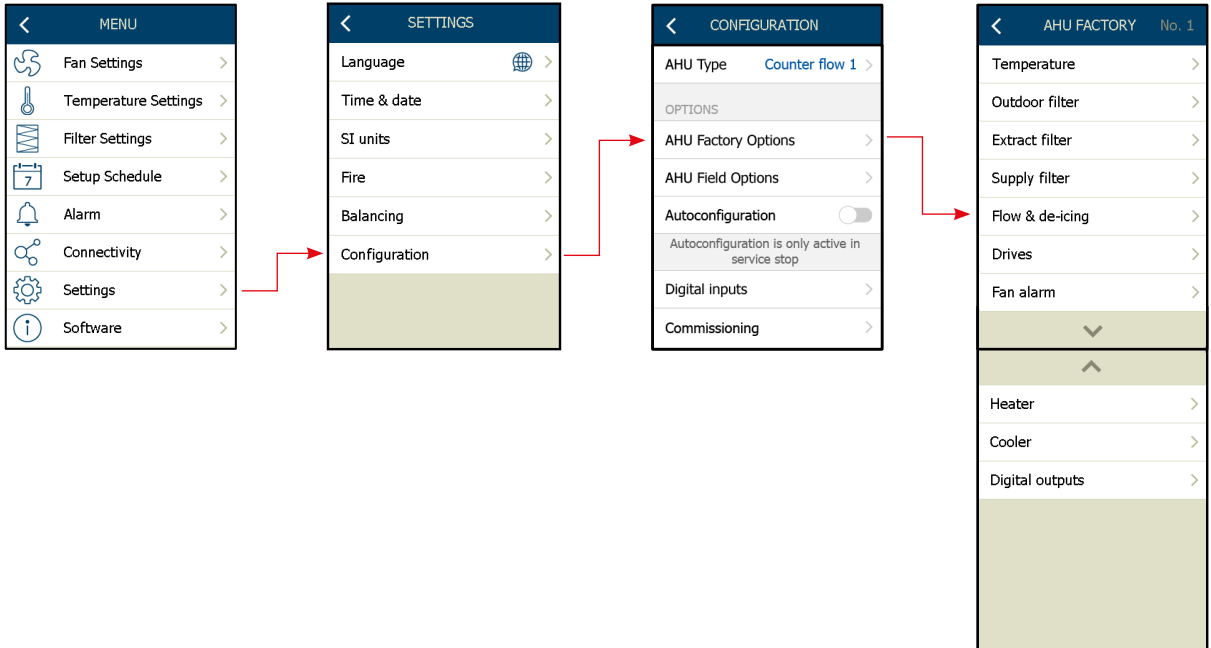 MENU
Fan Settings
Temperature Settings
Filter Settings
7
Setup Schedule
Alarm
Connectivity
Settings
Software
SETTINGS
Language
Time & date
SI units
Fire
Balancing
Configuration
CONFIGURATION
AHU Type Counter flow 1
OPTIONS
AHU Factory Options
AHU Field Options
Autoconfiguration
Autoconfiguration is only active in
service stop
Digital inputs
Commissioning
AHU FACTORY No. 1
Temperature
Outdoor filter
Extract filter
Supply filter
Flow & de-icing
Drives
Fan alarm
Heater
Cooler
Digital outputs